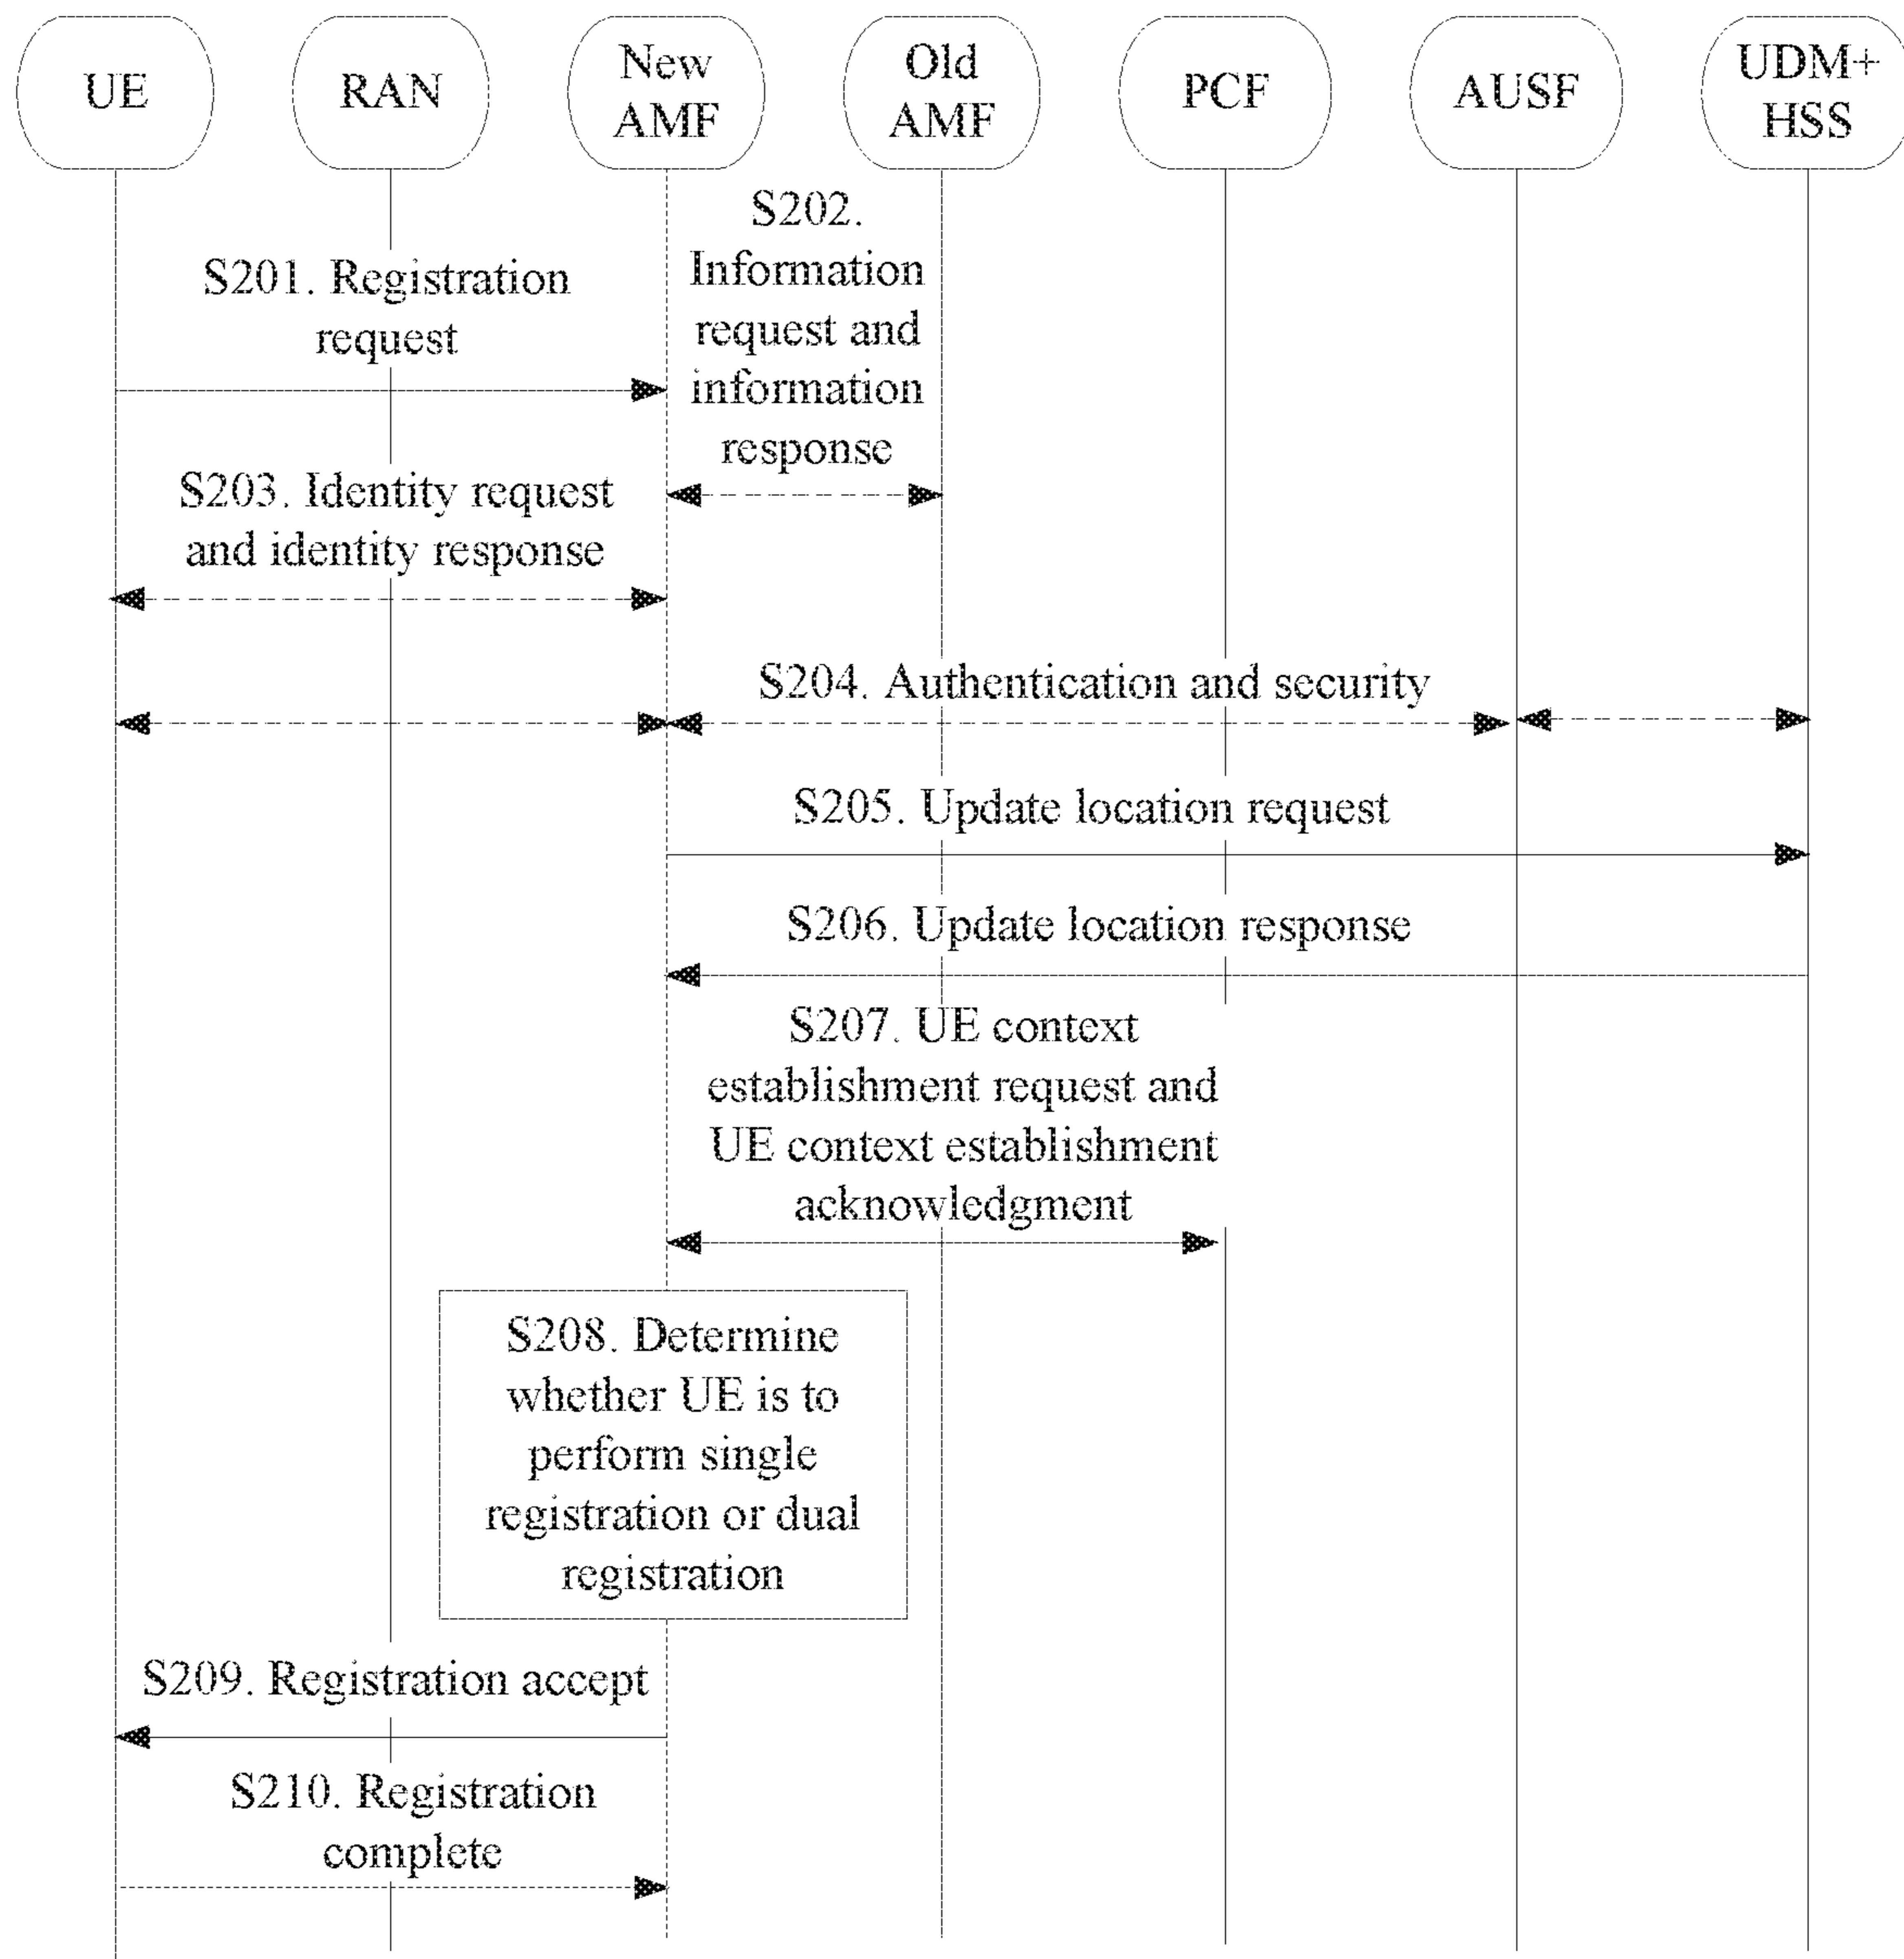 UE
RAN
New
AMF
Old
AMF
PCF
AUSF
UDM+
HSS
S201. Registration
request
S202.
Information
request and
information
response
S203. Identity request
and identity response
S204. Authentication and security
S205. Update location request
S206. Update location response
S207. UE context
establishment request and
UE context establishment
acknowledgment
S208. Determine
whether UE is to
perform single
registration or dual
registration
S209. Registration accept
S210. Registration
complete